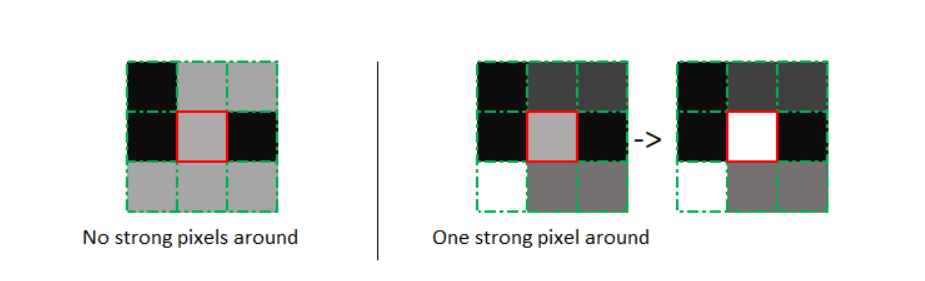 ->
No strong pixels around
One strong pixel around